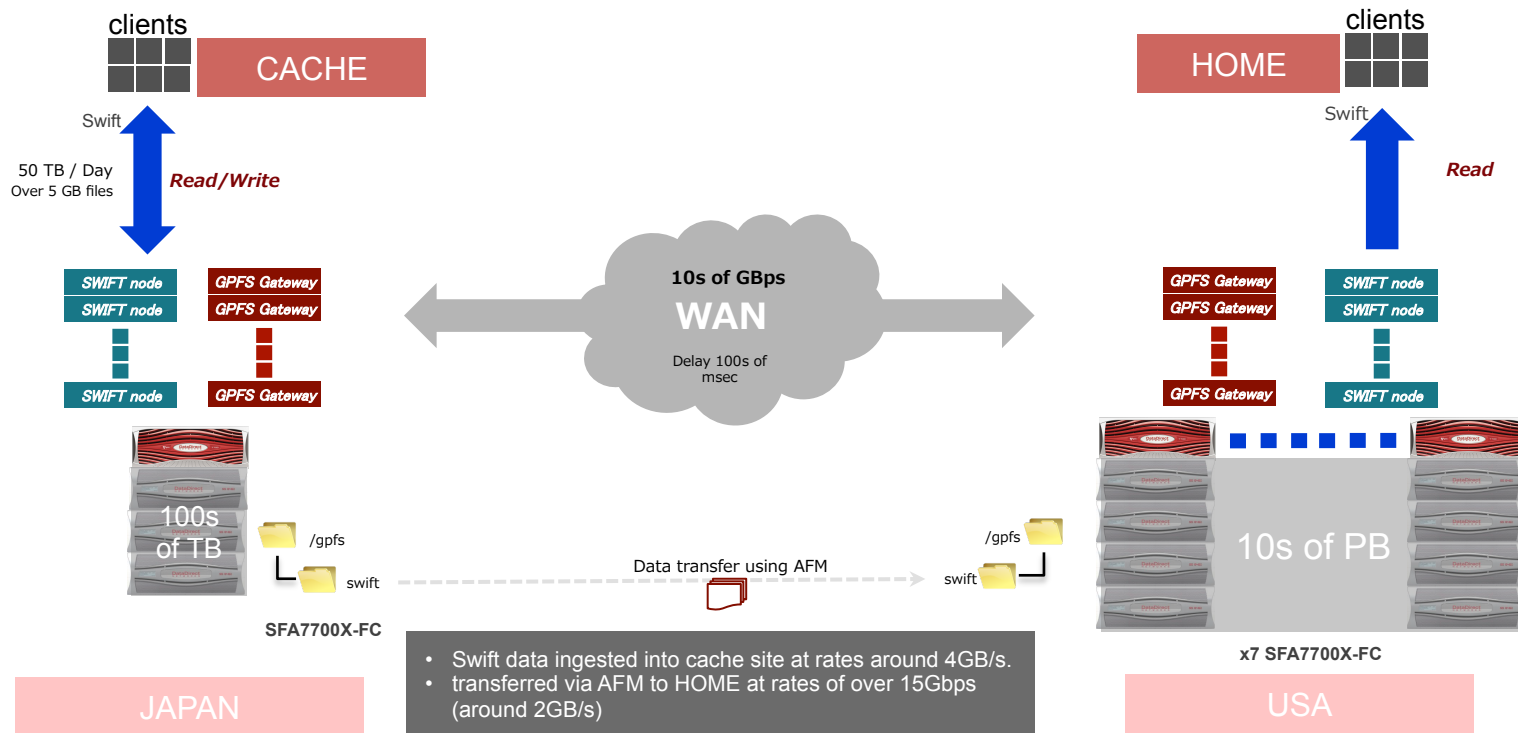 clients
CACHE
Swift
50 TB / Day
Over 5 GB files
Read/Write
SWIFT node
SWIFT node
SWIFT node
GPFS Gateway
GPFS Gateway
GPFS Gateway
DataDirect
100s
of TB
/gpfs
swift
SFA7700X-FC
JAPAN
10s of GBps
WAN
Delay 100s of
msec
Data transfer using AFM
• Swift data ingested into cache site at rates around 4GB/s.
• transferred via AFM to HOME at rates of over 15Gbps
(around 2GB/s)
HOME
clients
Swift
Read
GPFS Gateway
GPFS Gateway
GPFS Gateway
SWIFT node
SWIFT node
SWIFT node
DataDirect
DataDirect
/gpfs
swift
10s of PB
x7 SFA7700X-FC
USA